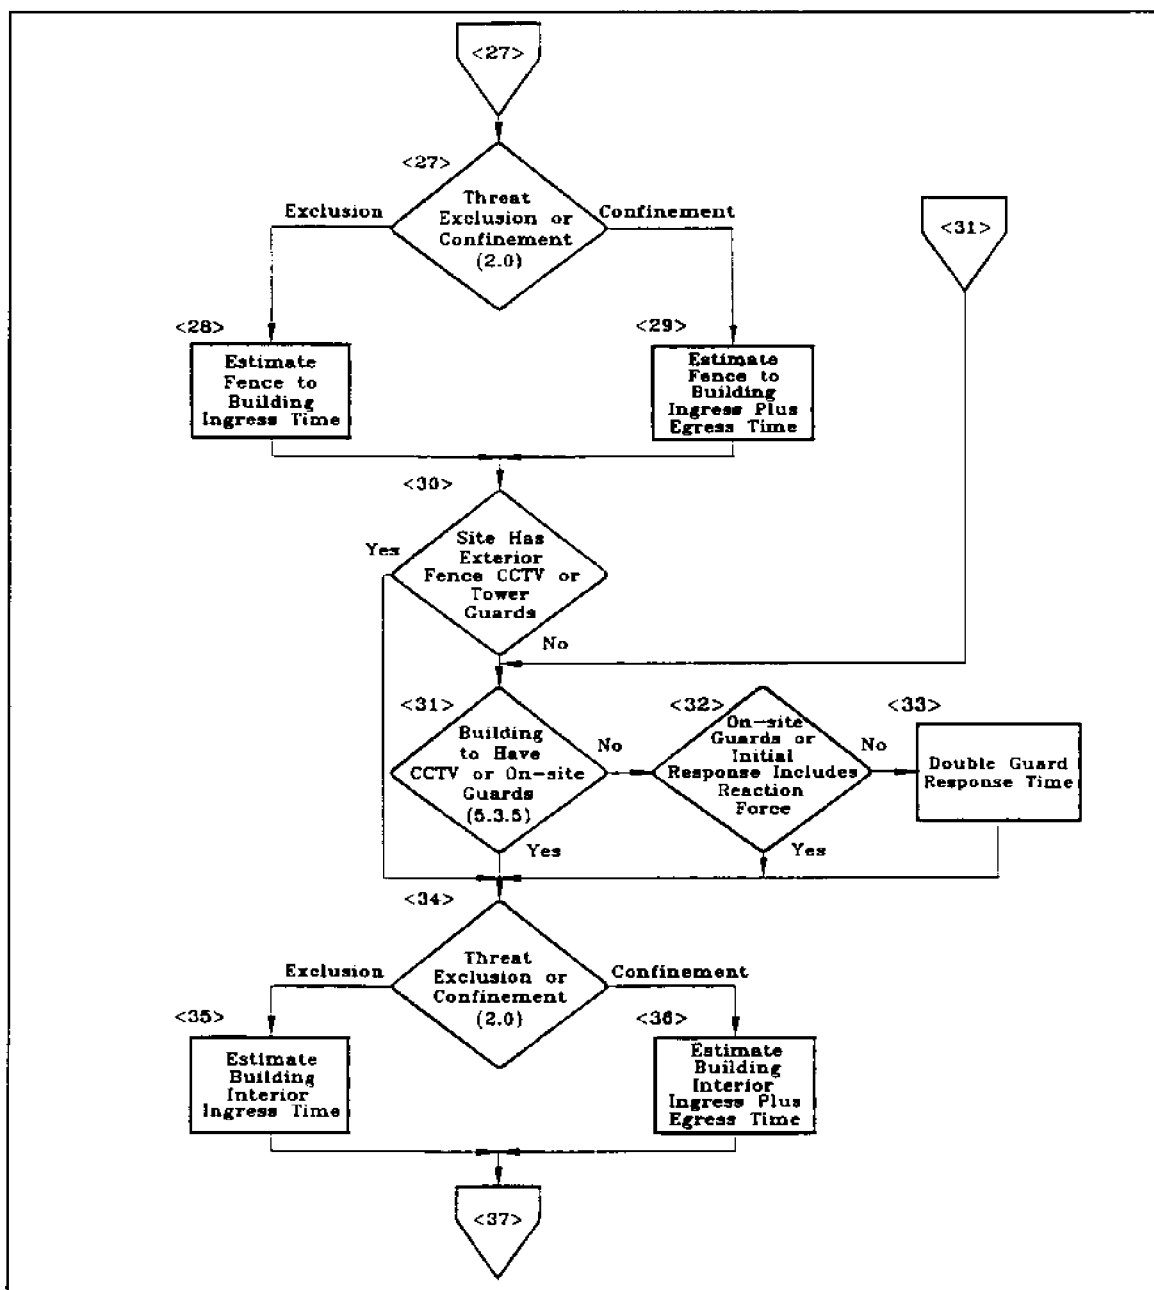 <27>
<27>
Threat
Exclusion or
Confinement
(2.0)
Exclusion
Confinement
<31>
<28>
Estimate
Fence to
Building
Ingress Time
<29>
Estimate
Fence to
Building
Ingress Plus
Egress Time
<30>
Site Has
Exterior
Fence CCTV or
Tower
Guards
Yes
No
<31>
Building
to Have
CCTV or On-site
Guards
(5.3.5)
No
Yes
<32>
On-site
Guards or
Initial
Response Includes
Reaction
Force
No
Yes
<33>
Double Guard
Response Time
<34>
Threat
Exclusion or
Confinement
(2.0)
Exclusion
Confinement
<35>
Estimate
Building
Interior
Ingress Time
<36>
Estimate
Building
Interior
Ingress Plus
Egress Time
<37>